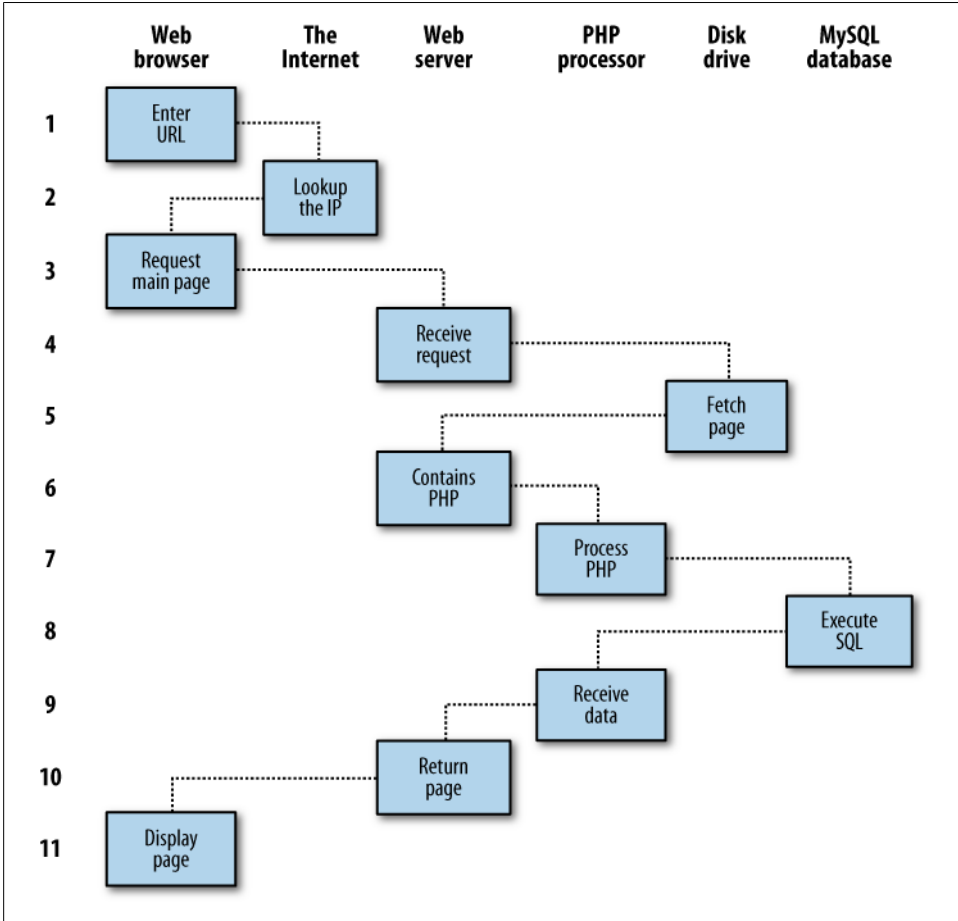 Web
browser
The
Internet
Web
server
PHP
processor
Disk
drive
MySQL
database
1
Enter
URL
2
Lookup
the IP
3
Request
main page
4
Receive
request
5
Fetch
page
6
Contains
PHP
7
Process
PHP
8
Execute
SQL
9
Receive
data
10
Return
page
11
Display
page